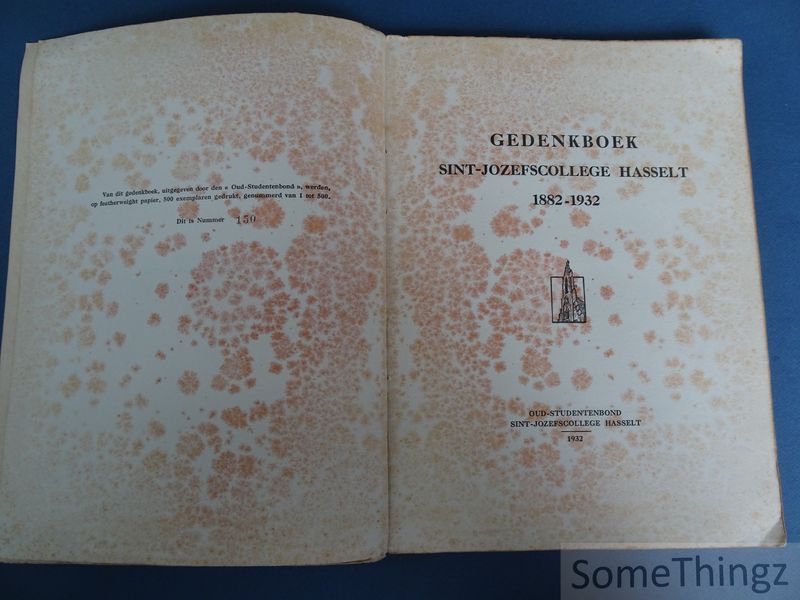 Van dit gedenkboek, uitgegeven door den « Oud-Studentenbond », werden,
op featherweight papier, 500 exemplaren gedrukt, genummerd van 1 tot 500.
Dit is Nummer 150
GEDENKBOEK
SINT-JOZEFSCOLLEGE HASSELT
1882-1932
OUD-STUDENTENBOND
SINT-JOZEFSCOLLEGE HASSELT
1932
SomeThingz